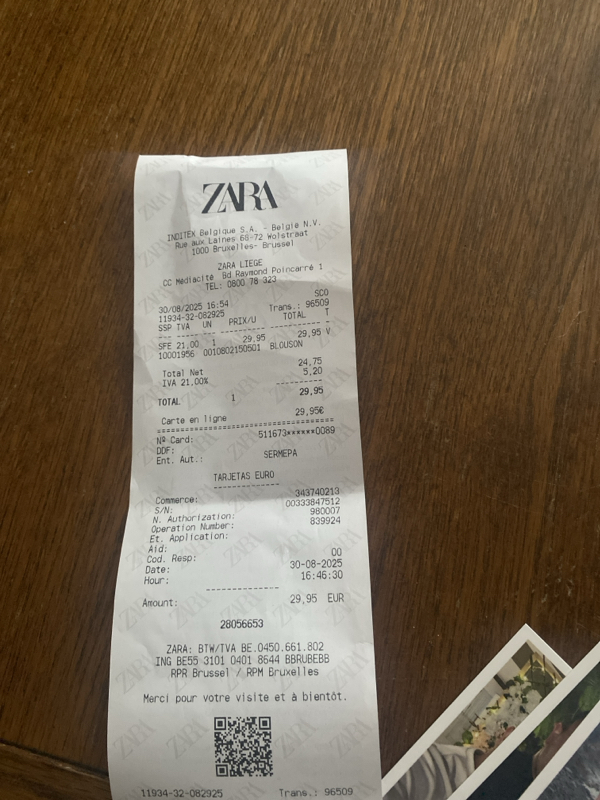 ZARA
INDITEX Belgique S.A. - Belgie N.V.
Rue aux Laines 68-72 Wolstraat
1000 Bruxelles- Brussel
ZARA LIEGE
CC Médiacité Bd.Raymond Poincarré 1
TEL: 0800 78 323
SCO
30/08/2025 16:54 Trans.: 96509
11934-32-082925
SSP TVA UN PRIX/U TOTAL T
SFE 21,00 1 29,95 29,95 V
10001956 0010802150501 BLOUSON
Total Net 24,75
IVA 21,00% 5,20
TOTAL 1 29,95
Carte en ligne 29,95€
Nº Card: 511673******0089
DDF:
Ent. Aut.: SERMEPA
TARJETAS EURO
Commerce: 343740213
S/N: 00333847512
N. Authorization: 980007
Operation Number: 839924
Et. Application:
Aid:
Cod. Resp: 00
Date: 30-08-2025
Hour: 16:46:30
Amount: 29,95 EUR
28056653
ZARA: BTW/TVA BE.0450.661.802
ING BE55 3101 0401 8644 BBRUBEBB
RPR Brussel / RPM Bruxelles
Merci pour votre visite et à bientôt.
11934-32-082925 Trans.: 96509